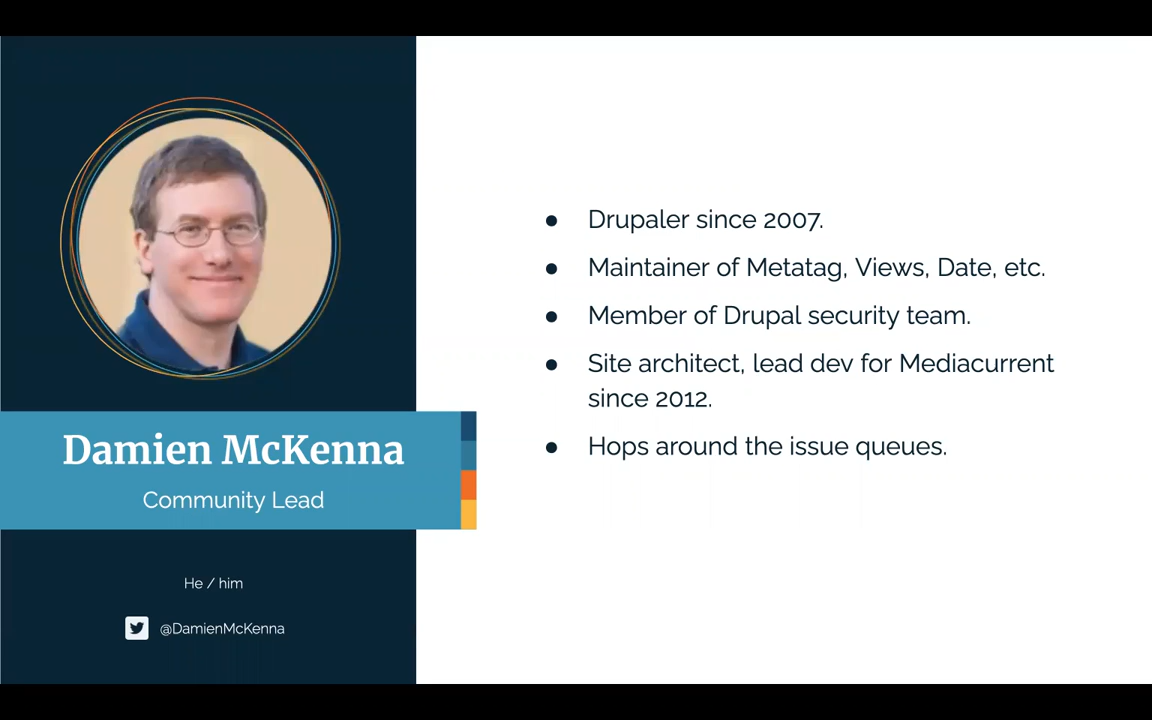 Damien McKenna
Community Lead
He / him
@DamienMcKenna
● Drupaler since 2007.
● Maintainer of Metatag, Views, Date, etc.
● Member of Drupal security team.
● Site architect, lead dev for Mediacurrent
since 2012.
● Hops around the issue queues.